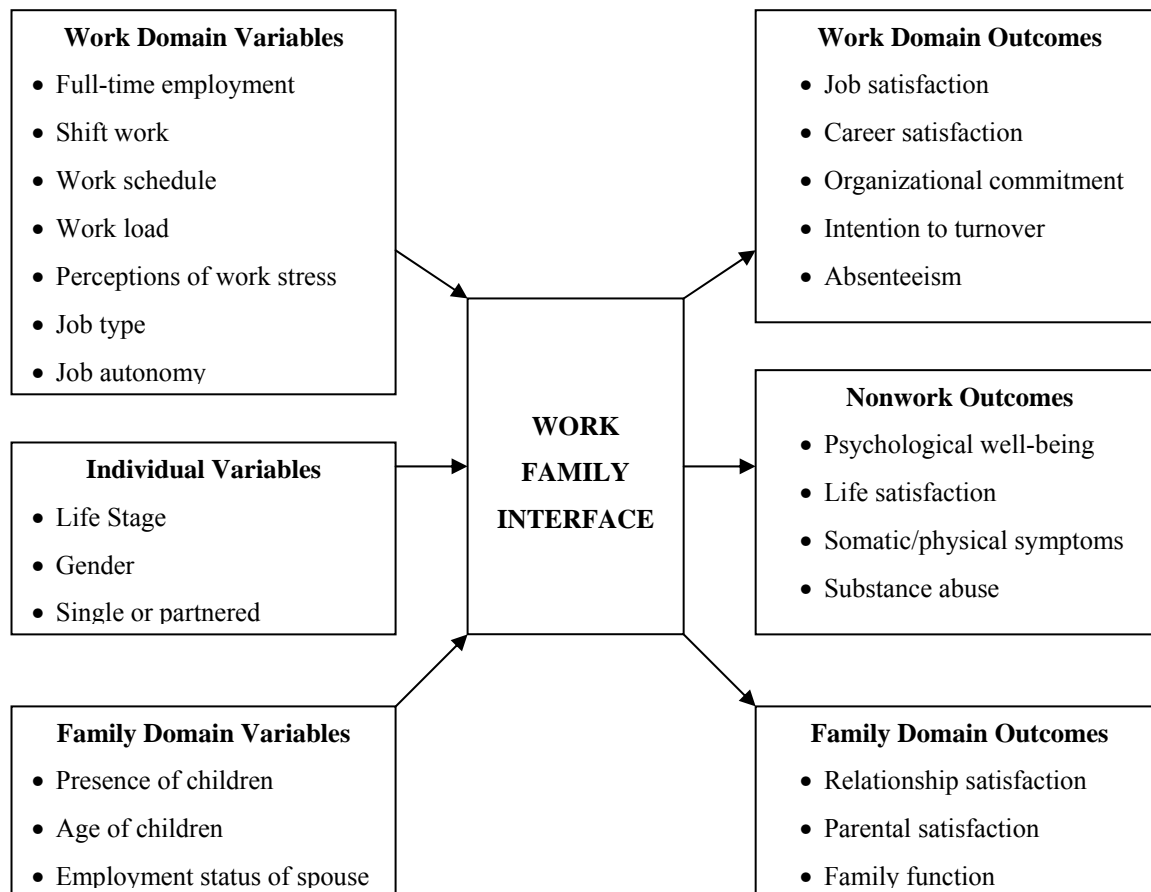 Work Domain Variables
• Full-time employment
• Shift work
• Work schedule
• Work load
• Perceptions of work stress
• Job type
• Job autonomy
Individual Variables
• Life Stage
• Gender
• Single or partnered
Family Domain Variables
• Presence of children
• Age of children
• Employment status of spouse
WORK
FAMILY
INTERFACE
Work Domain Outcomes
• Job satisfaction
• Career satisfaction
• Organizational commitment
• Intention to turnover
• Absenteeism
Nonwork Outcomes
• Psychological well-being
• Life satisfaction
• Somatic/physical symptoms
• Substance abuse
Family Domain Outcomes
• Relationship satisfaction
• Parental satisfaction
• Family function